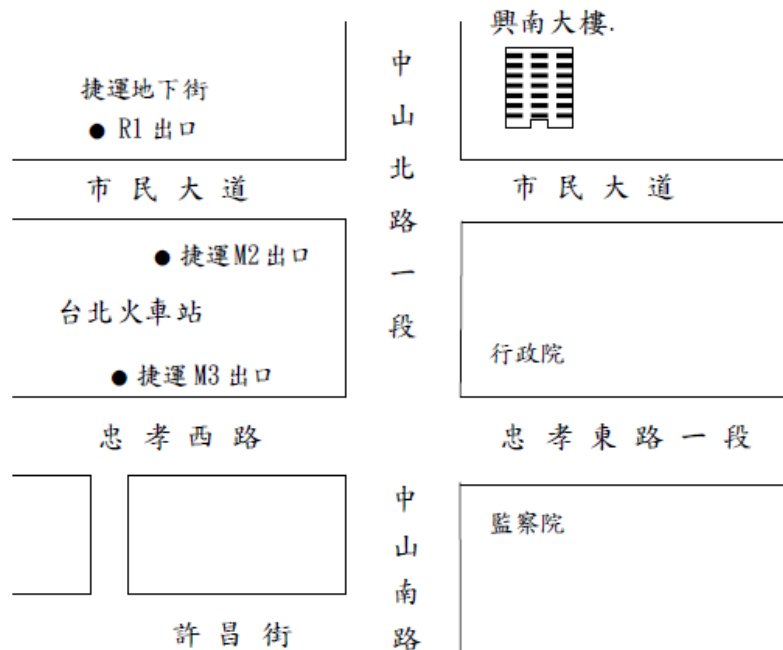 興南大樓.
捷運地下街
R1 出口
中山北路一段
市民大道
市民大道
捷運M2出口
台北火車站
行政院
捷運 M3 出口
忠孝西路
忠孝東路一段
中山南路
監察院
許昌街